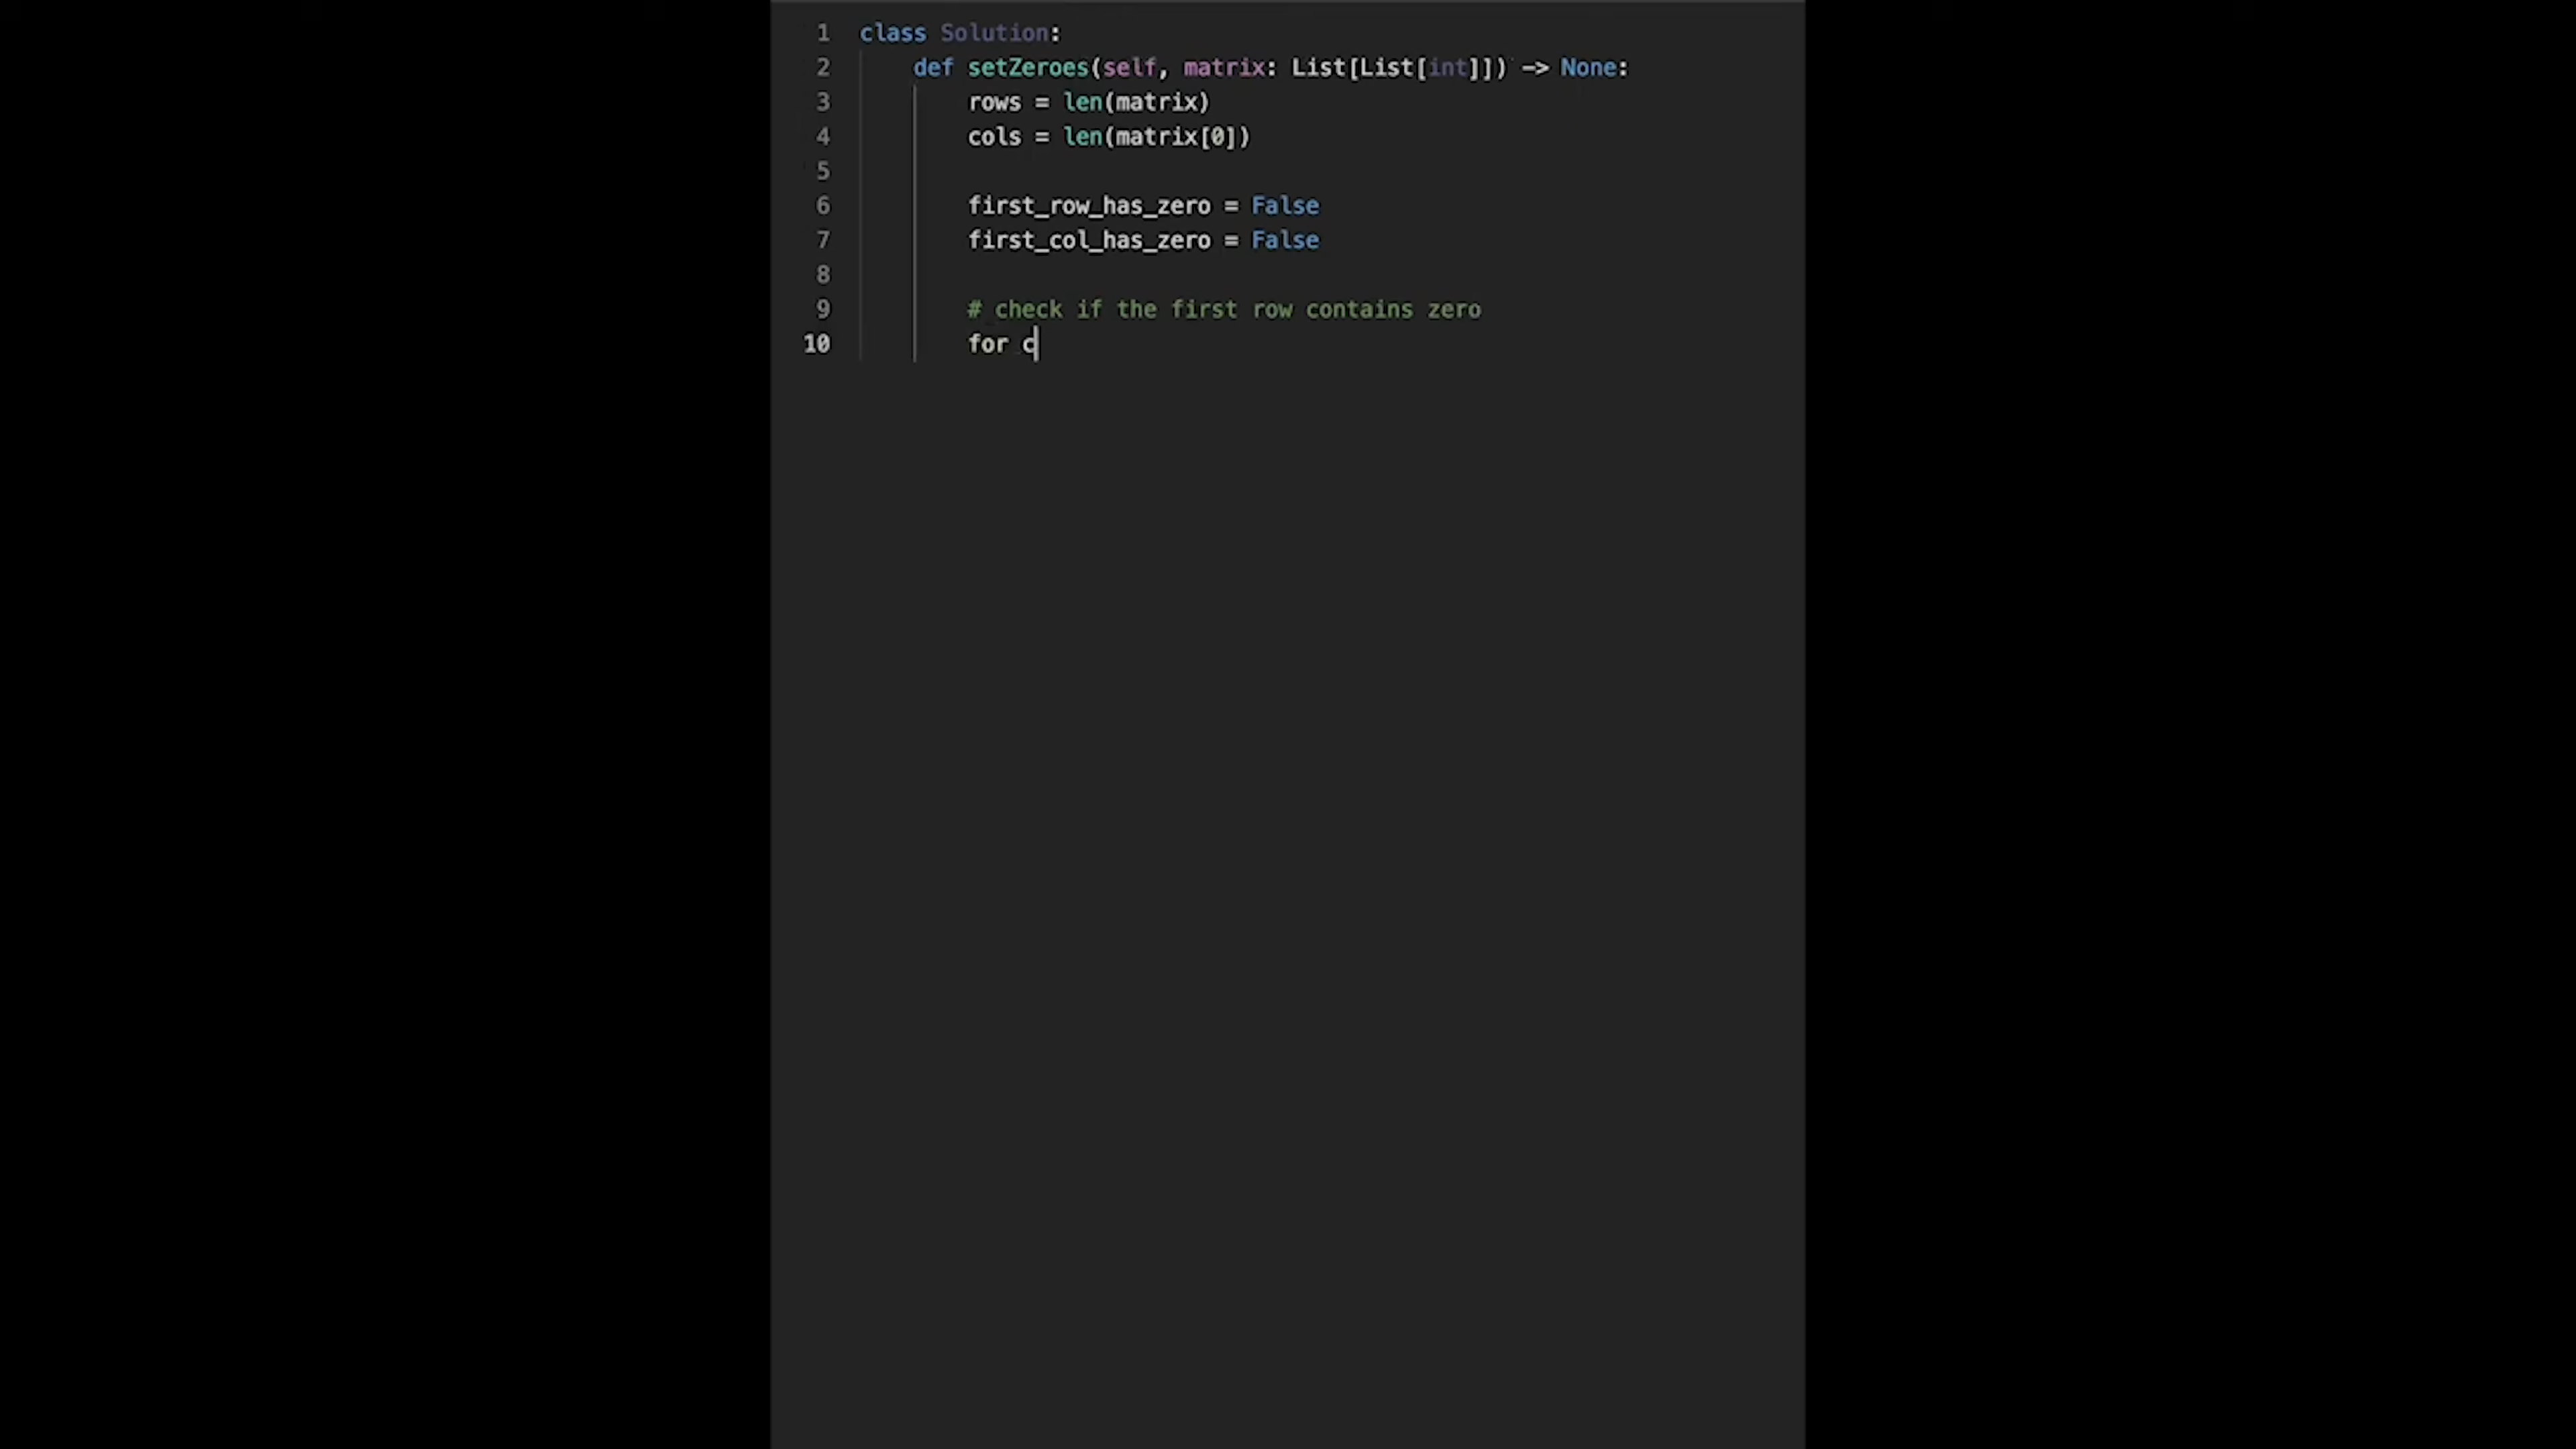 1 class Solution:
2 def setZeroes(self, matrix: List[List[int]]) -> None:
3 rows = len(matrix)
4 cols = len(matrix[0])
5
6 first_row_has_zero = False
7 first_col_has_zero = False
8
9 # check if the first row contains zero
10 for c